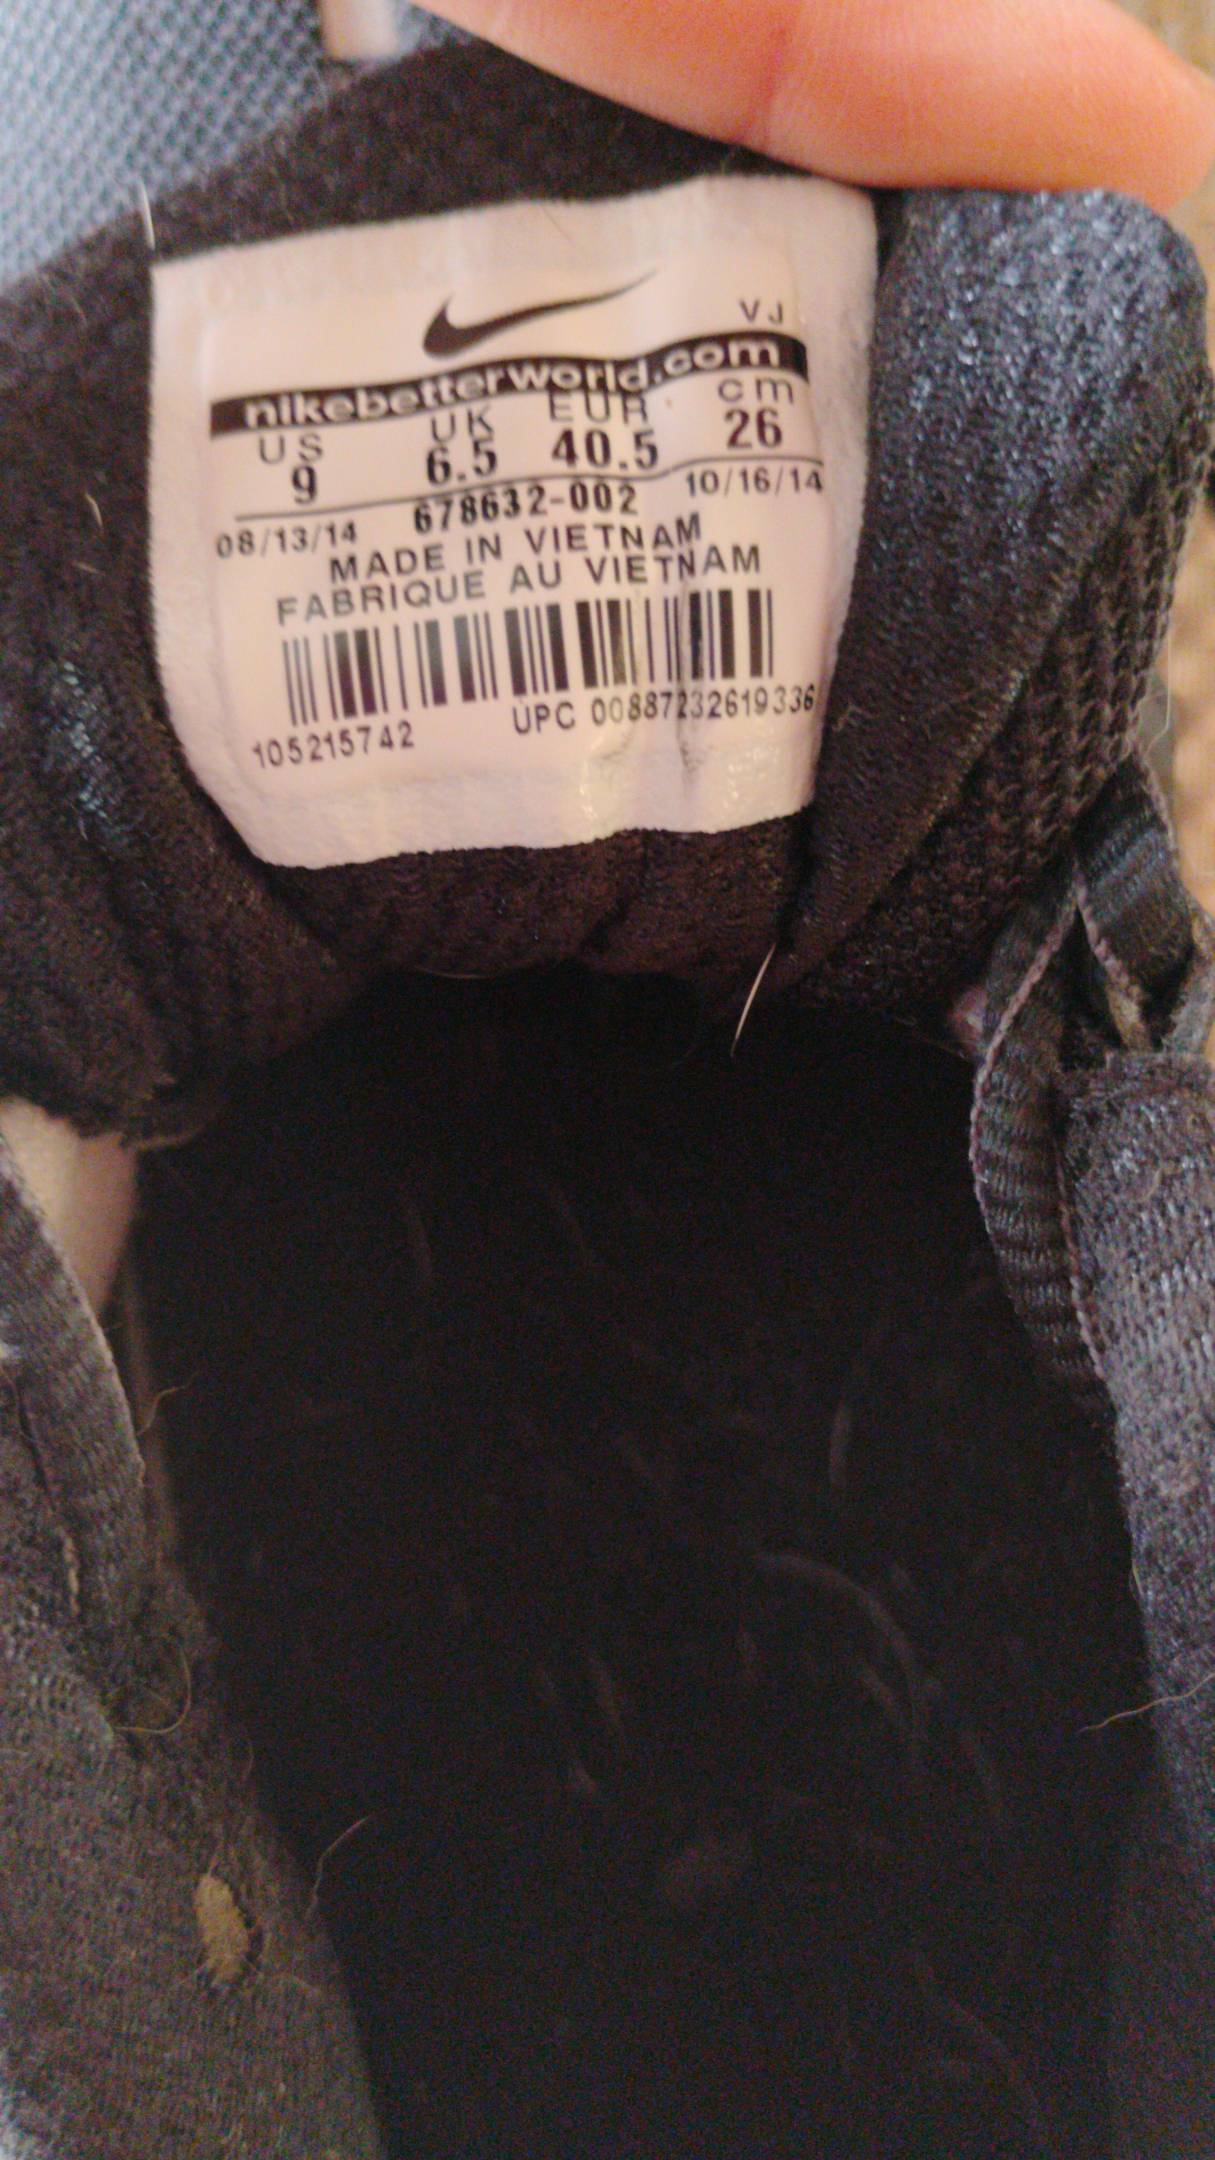 VJ
nikebetterworld.com
US UK EUR cm
9 6.5 40.5 26
08/13/14 678632-002 10/16/14
MADE IN VIETNAM
FABRIQUE AU VIETNAM
105215742 UPC 00887232619336